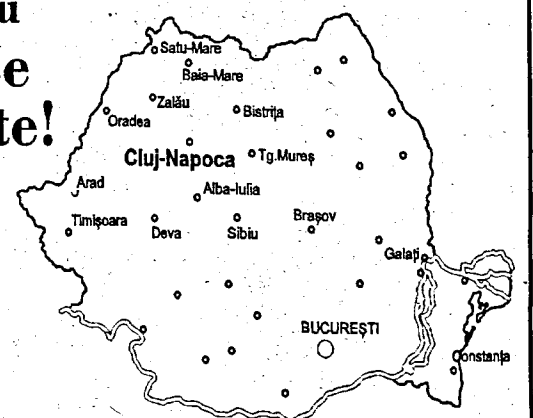 u
e
te!
Satu-Mare
Baia-Mare
Zalău
Oradea
Bistrița
Cluj-Napoca
Tg.Mureș
Arad
Alba-Iulia
Timișoara
Deva
Sibiu
Brașov
Galați
BUCUREȘTI
Constanța